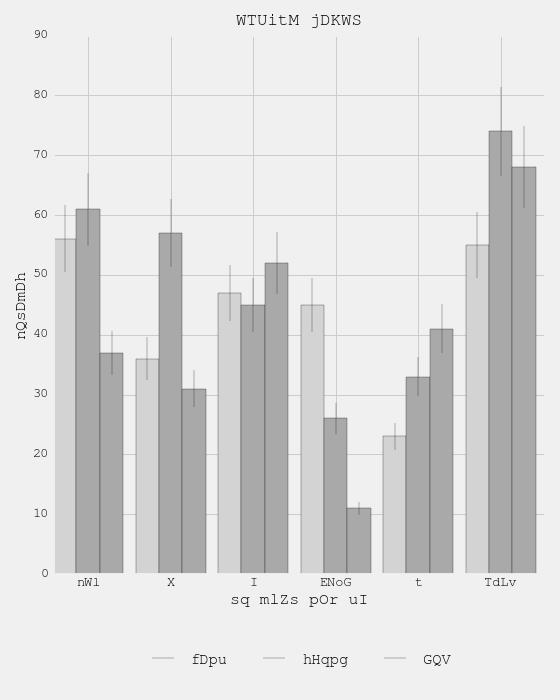 WTUitM jDKWS
90
80
70
60
50
40
30
20
10
0
nQsDmDh
nWl X I ENoG t TdLv
sq mlZs pOr uI
fDpu hHqpg GQV